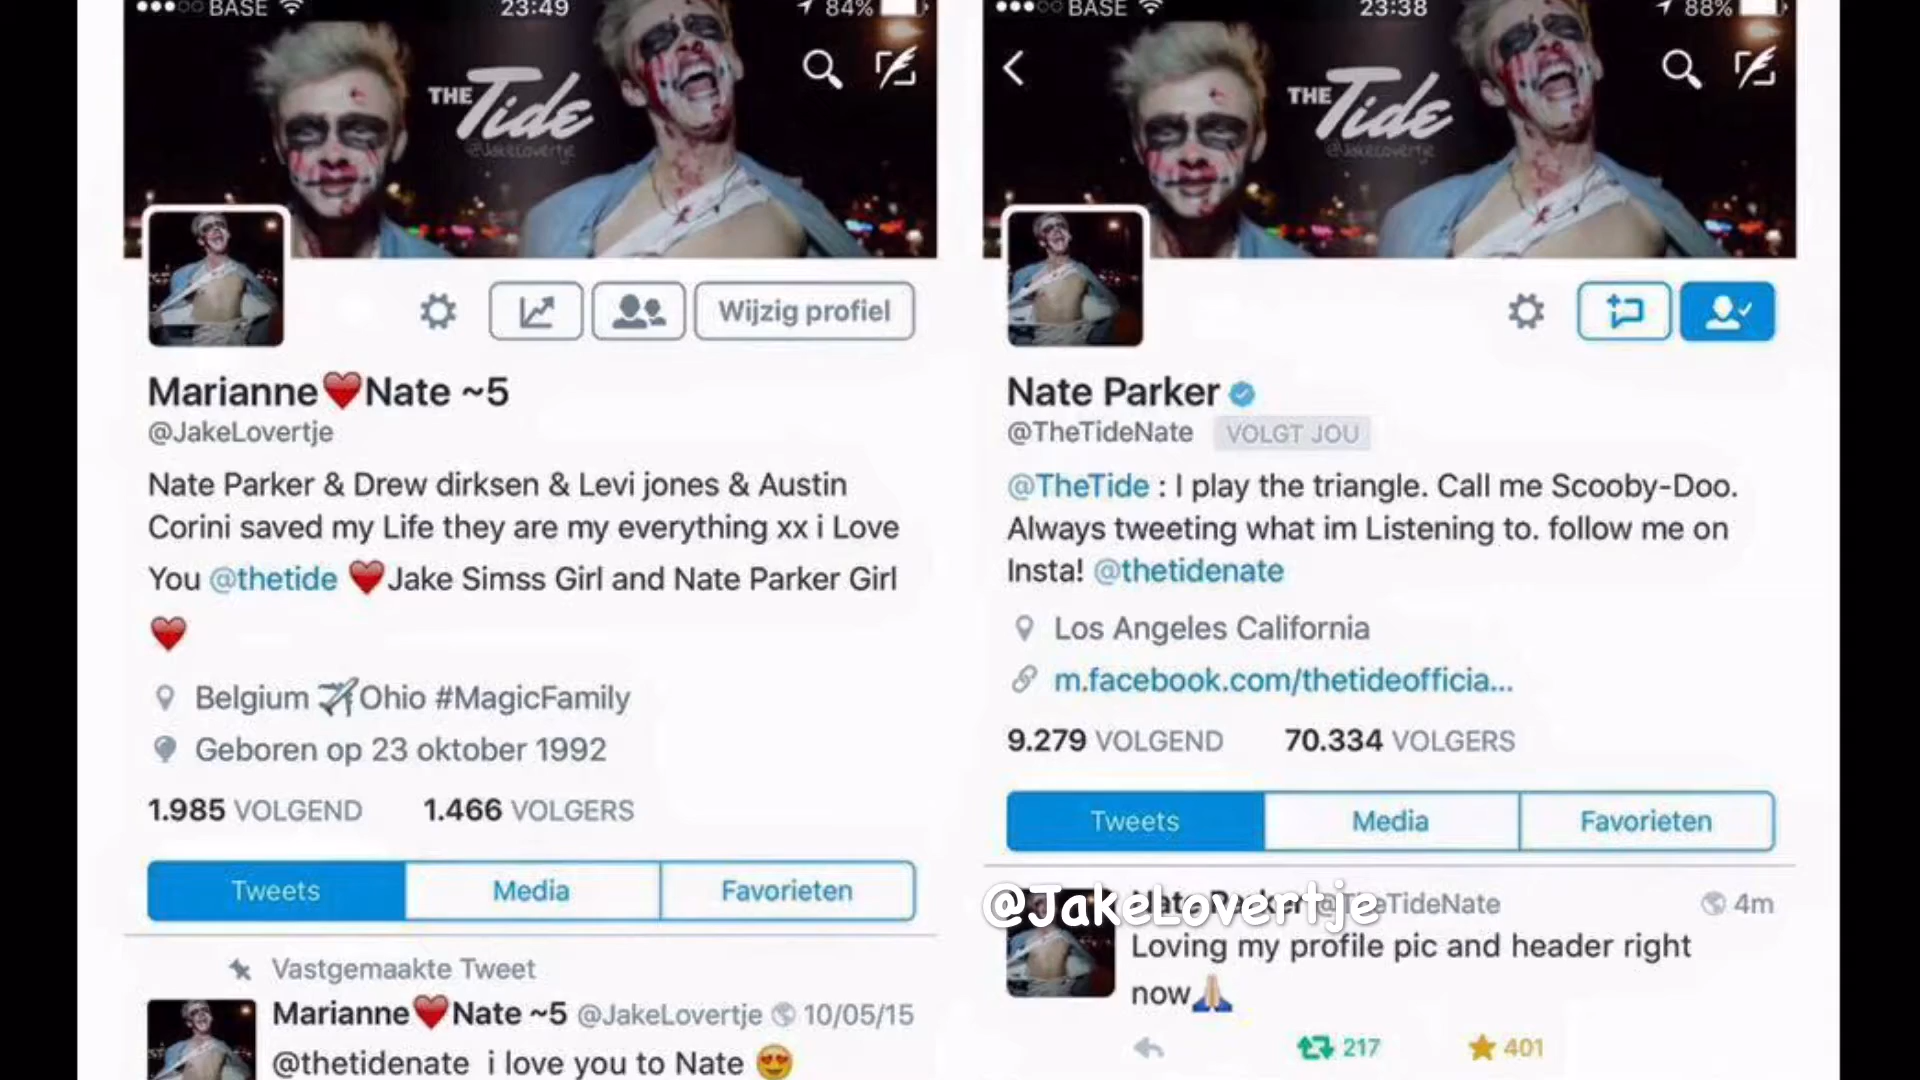 BASE 23:49 84%
THE Tide
@JakeLovertje
Wijzig profiel
Marianne❤️Nate ~5
@JakeLovertje
Nate Parker & Drew dirksen & Levi jones & Austin
Corini saved my Life they are my everything xx i Love
You @thetide ❤️Jake Simss Girl and Nate Parker Girl
❤️
Belgium ✈️Ohio #MagicFamily
Geboren op 23 oktober 1992
1.985 VOLGEND 1.466 VOLGERS
Tweets Media Favorieten
Vastgemaakte Tweet
Marianne❤️Nate ~5 @JakeLovertje 10/05/15
@thetidenate i love you to Nate 😍
BASE 23:38 88%
THE Tide
@JakeLovertje
Nate Parker
@TheTideNate VOLGT JOU
@TheTide : I play the triangle. Call me Scooby-Doo.
Always tweeting what im Listening to. follow me on
Insta! @thetidenate
Los Angeles California
m.facebook.com/thetideofficia...
9.279 VOLGEND 70.334 VOLGERS
Tweets Media Favorieten
@JakeLovertje
Nate Parker @TheTideNate 4m
Loving my profile pic and header right
now🙏🏼
217 401